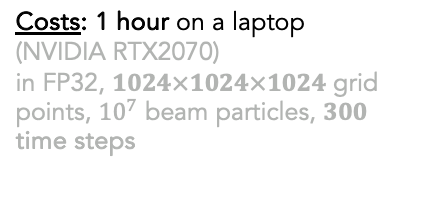 Costs: 1 hour on a laptop
(NVIDIA RTX2070)
in FP32, 1024×1024×1024 grid
points, 10⁷ beam particles, 300
time steps